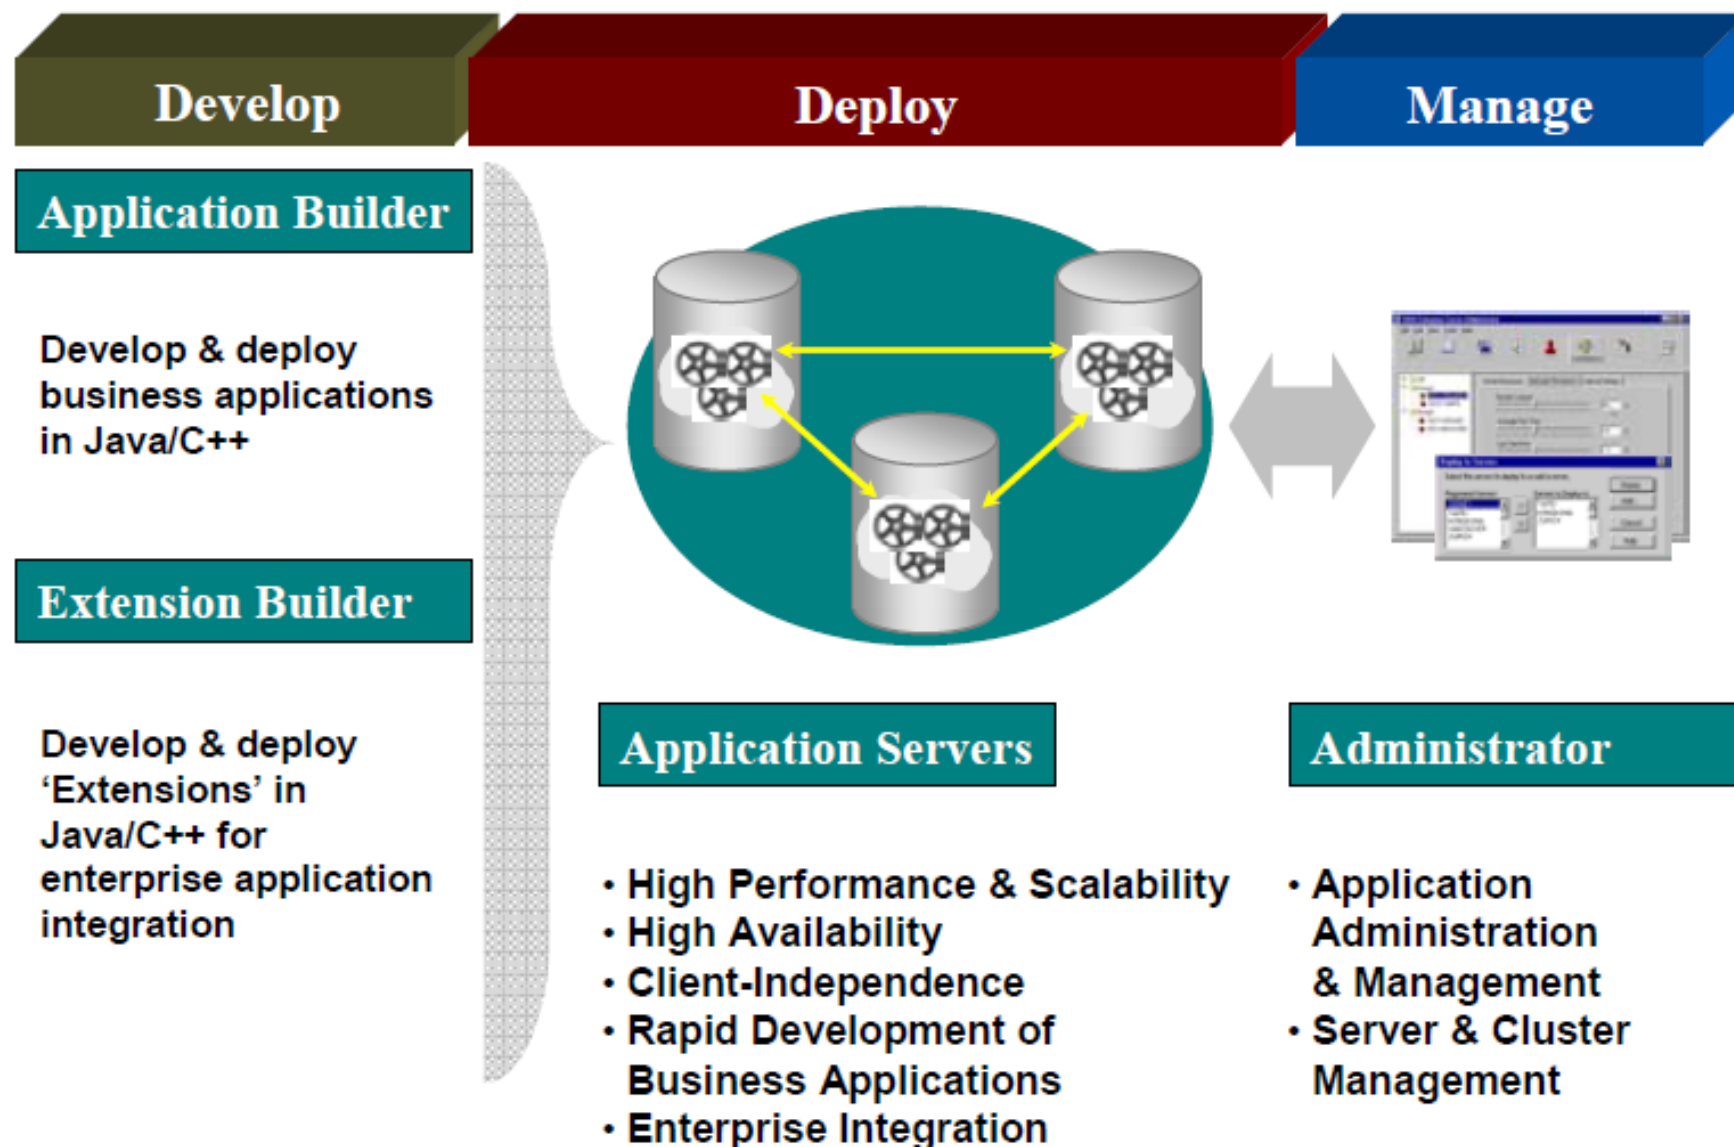 Develop
Deploy
Manage
Application Builder
Develop & deploy
business applications
in Java/C++
Extension Builder
Develop & deploy
‘Extensions’ in
Java/C++ for
enterprise application
integration
Application Servers
• High Performance & Scalability
• High Availability
• Client-Independence
• Rapid Development of
Business Applications
• Enterprise Integration
Administrator
• Application
Administration
& Management
• Server & Cluster
Management